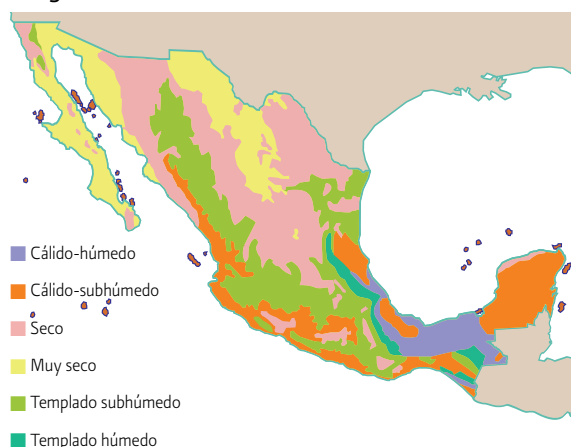 Cálido-húmedo
Cálido-subhúmedo
Seco
Muy seco
Templado subhúmedo
Templado húmedo